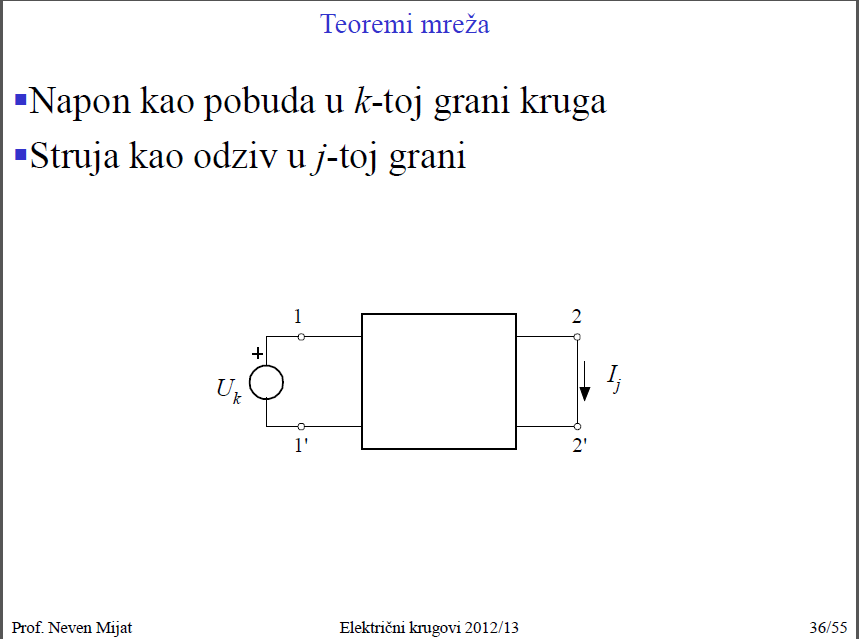 Teoremi mreža
Napon kao pobuda u k-toj grani kruga
Struja kao odziv u j-toj grani
1
2
+
Uk
Ij
1'
2'
Prof. Neven Mijat
Električni krugovi 2012/13
36/55